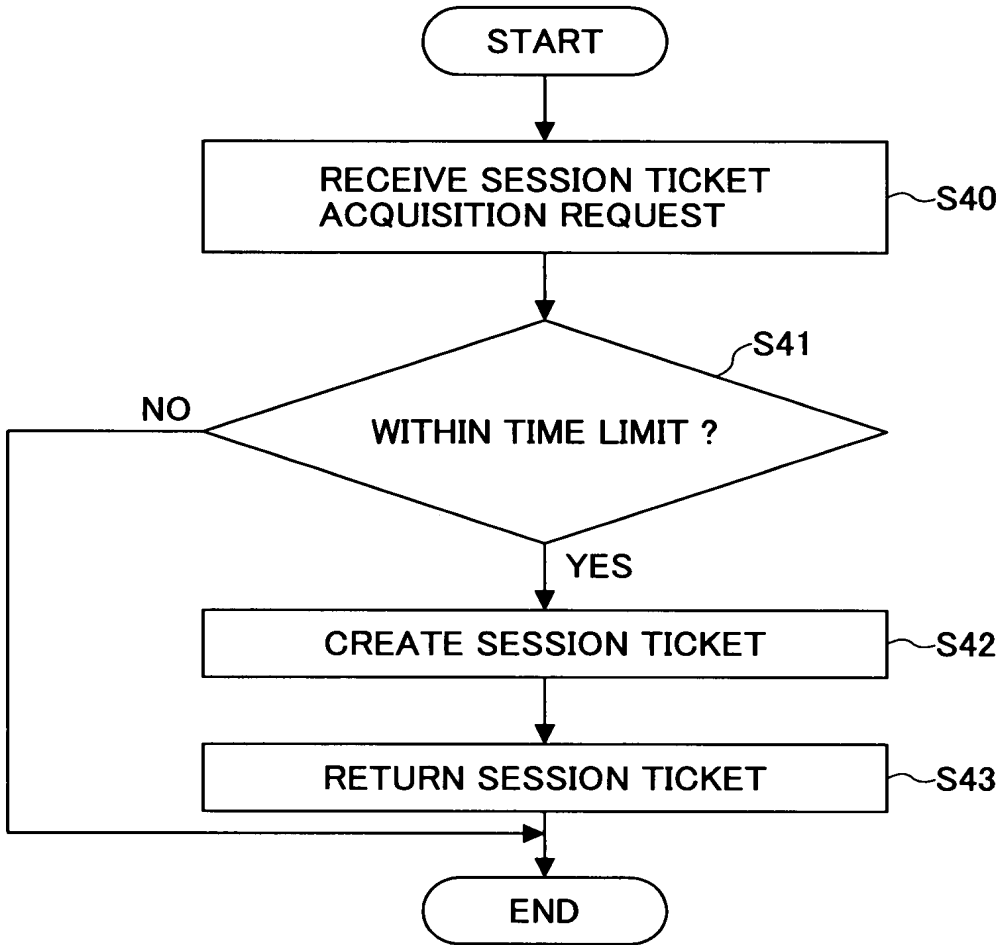 START
RECEIVE SESSION TICKET
ACQUISITION REQUEST
S40
S41
NO
WITHIN TIME LIMIT ?
YES
CREATE SESSION TICKET
S42
RETURN SESSION TICKET
S43
END